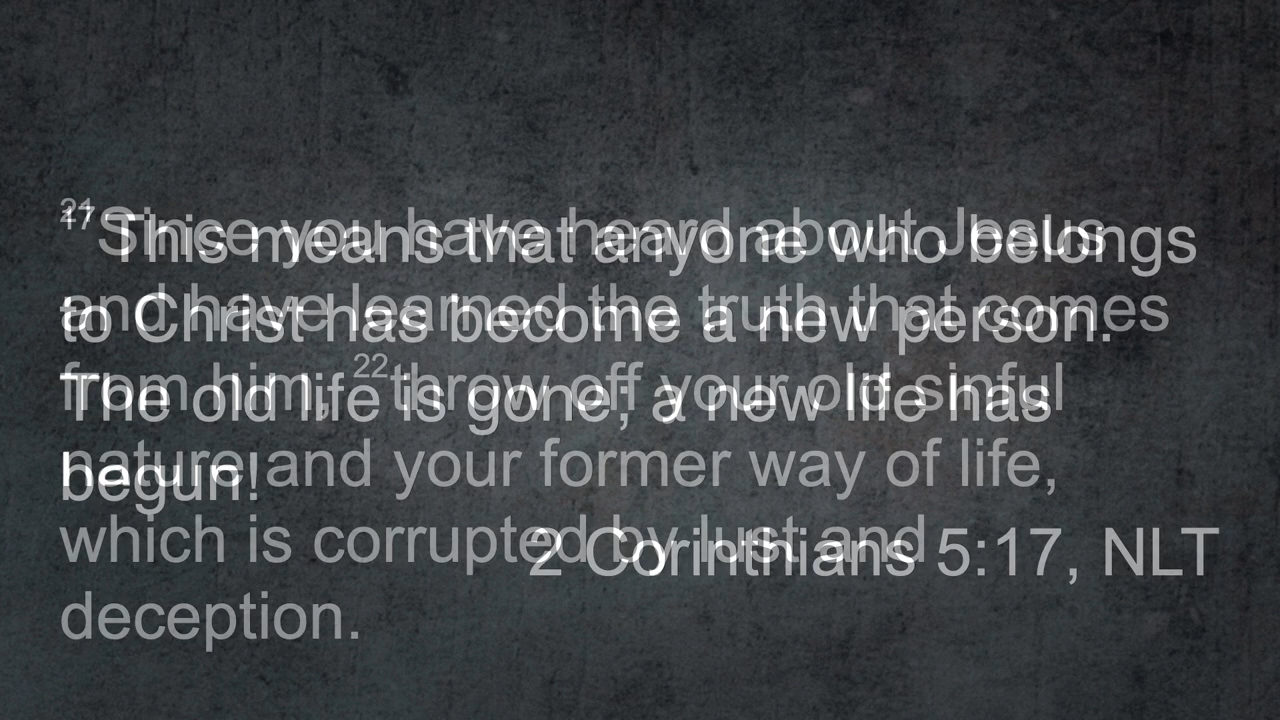 17 This means that anyone who belongs
to Christ has become a new person.
The old life is gone; a new life has
begun!
2 Corinthians 5:17, NLT
21 Since you have heard about Jesus
and have learned the truth that comes
from him, 22 throw off your old sinful
nature and your former way of life,
which is corrupted by lust and
deception.